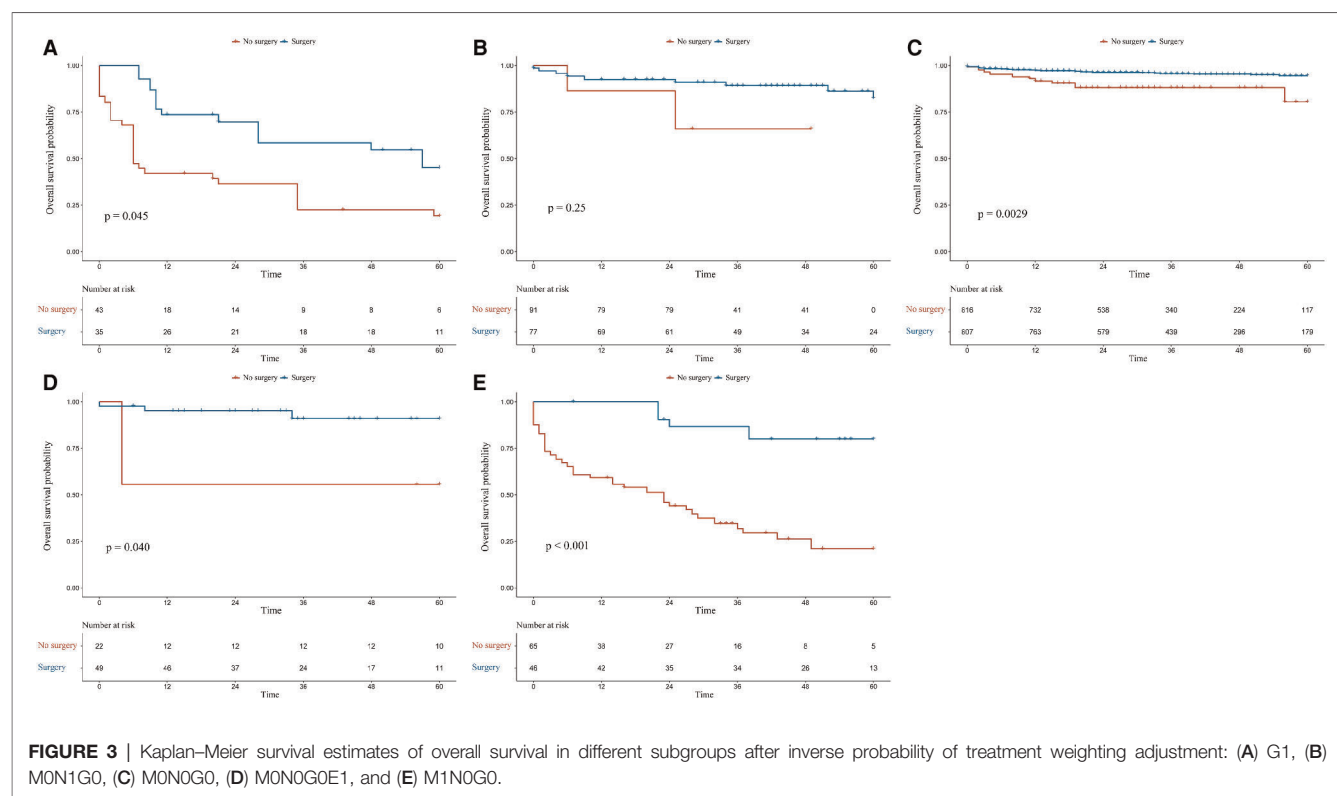 A
No surgery Surgery
Overall survival probability
1.00
0.75
0.50
0.25
0.00
p = 0.045
0 12 24 36 48 60
Time
Number at risk
No surgery 43 18 14 9 8 6
Surgery 35 26 21 18 18 11
0 12 24 36 48 60
Time
B
No surgery Surgery
Overall survival probability
1.00
0.75
0.50
0.25
0.00
p = 0.25
0 12 24 36 48 60
Time
Number at risk
No surgery 91 79 79 41 41 0
Surgery 77 69 61 49 34 24
0 12 24 36 48 60
Time
C
No surgery Surgery
Overall survival probability
1.00
0.75
0.50
0.25
0.00
p = 0.0029
0 12 24 36 48 60
Time
Number at risk
No surgery 816 732 538 340 224 117
Surgery 807 763 579 439 296 179
0 12 24 36 48 60
Time
D
No surgery Surgery
Overall survival probability
1.00
0.75
0.50
0.25
0.00
p = 0.040
0 12 24 36 48 60
Time
Number at risk
No surgery 22 12 12 12 12 10
Surgery 49 46 37 24 17 11
0 12 24 36 48 60
Time
E
No surgery Surgery
Overall survival probability
1.00
0.75
0.50
0.25
0.00
p < 0.001
0 12 24 36 48 60
Time
Number at risk
No surgery 65 38 27 16 8 5
Surgery 46 42 35 34 26 13
0 12 24 36 48 60
Time
FIGURE 3 | Kaplan–Meier survival estimates of overall survival in different subgroups after inverse probability of treatment weighting adjustment: (A) G1, (B)
M0N1G0, (C) M0N0G0, (D) M0N0G0E1, and (E) M1N0G0.